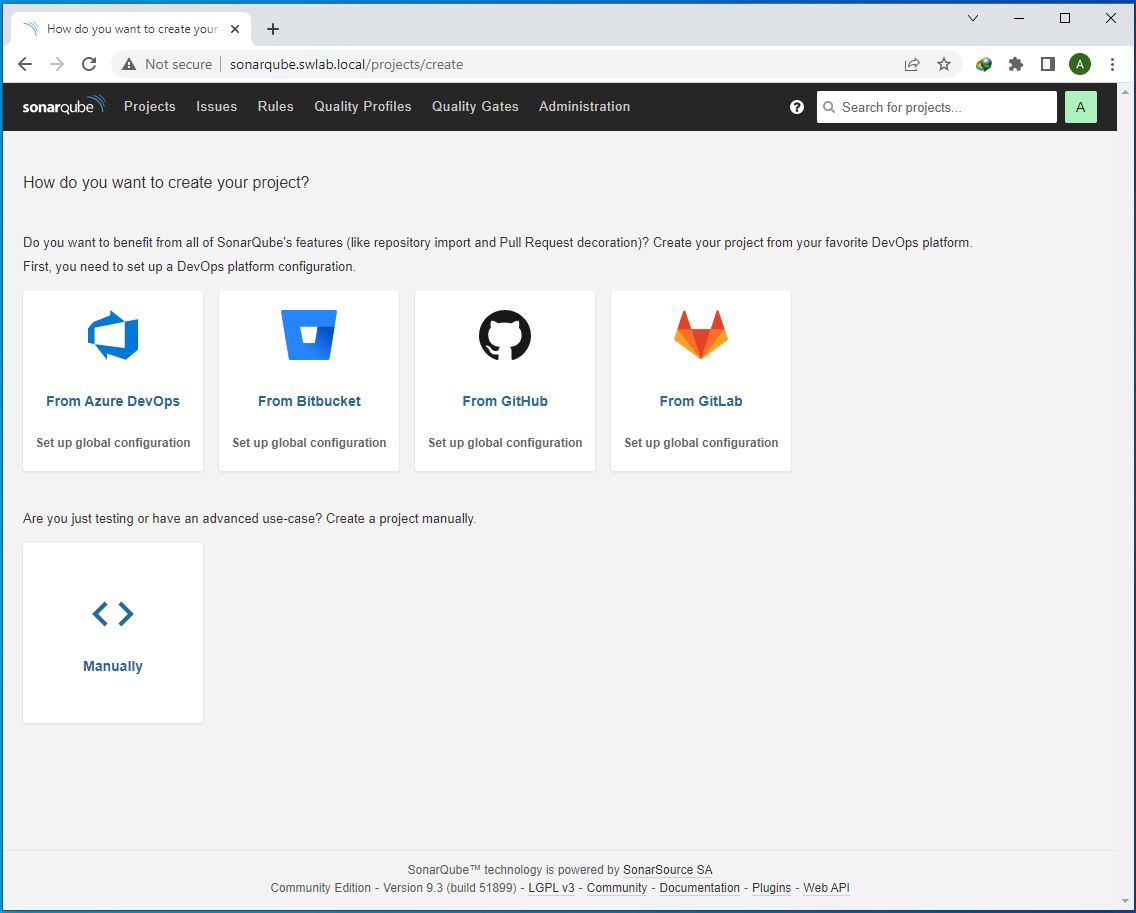 How do you want to create your
Not secure sonarqube.swlab.local/projects/create A
sonarqube Projects Issues Rules Quality Profiles Quality Gates Administration ? Search for projects... A
How do you want to create your project?
Do you want to benefit from all of SonarQube's features (like repository import and Pull Request decoration)? Create your project from your favorite DevOps platform.
First, you need to set up a DevOps platform configuration.
From Azure DevOps From Bitbucket From GitHub From GitLab
Set up global configuration Set up global configuration Set up global configuration Set up global configuration
Are you just testing or have an advanced use-case? Create a project manually.
Manually
SonarQube™ technology is powered by SonarSource SA
Community Edition - Version 9.3 (build 51899) - LGPL v3 - Community - Documentation - Plugins - Web API